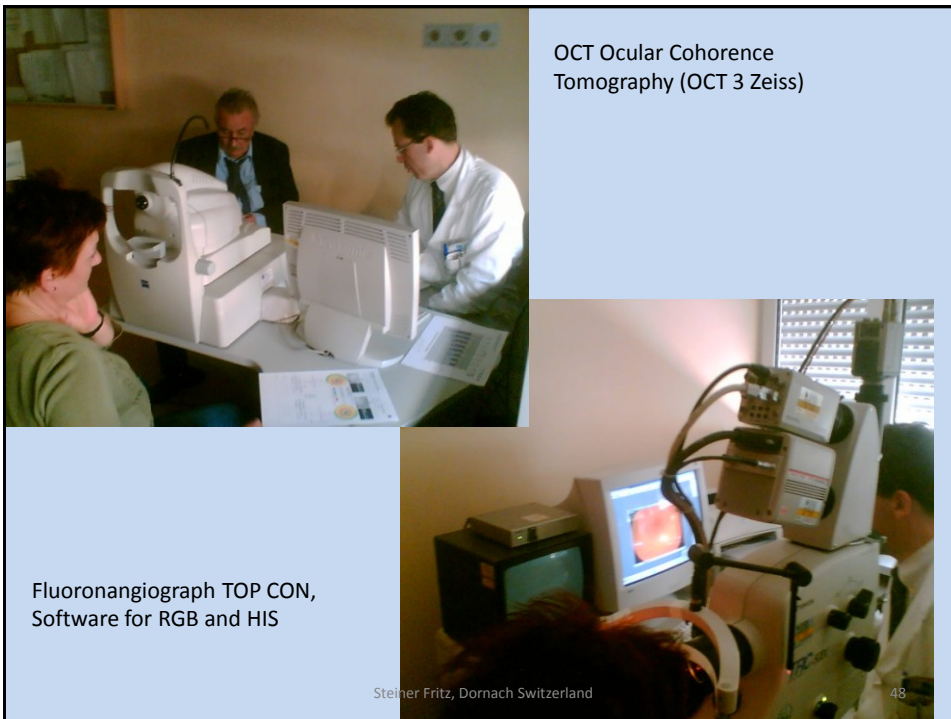 OCT Ocular Cohorence
Tomography (OCT 3 Zeiss)
Fluoronangiograph TOP CON,
Software for RGB and HIS
Steiner Fritz, Dornach Switzerland
48